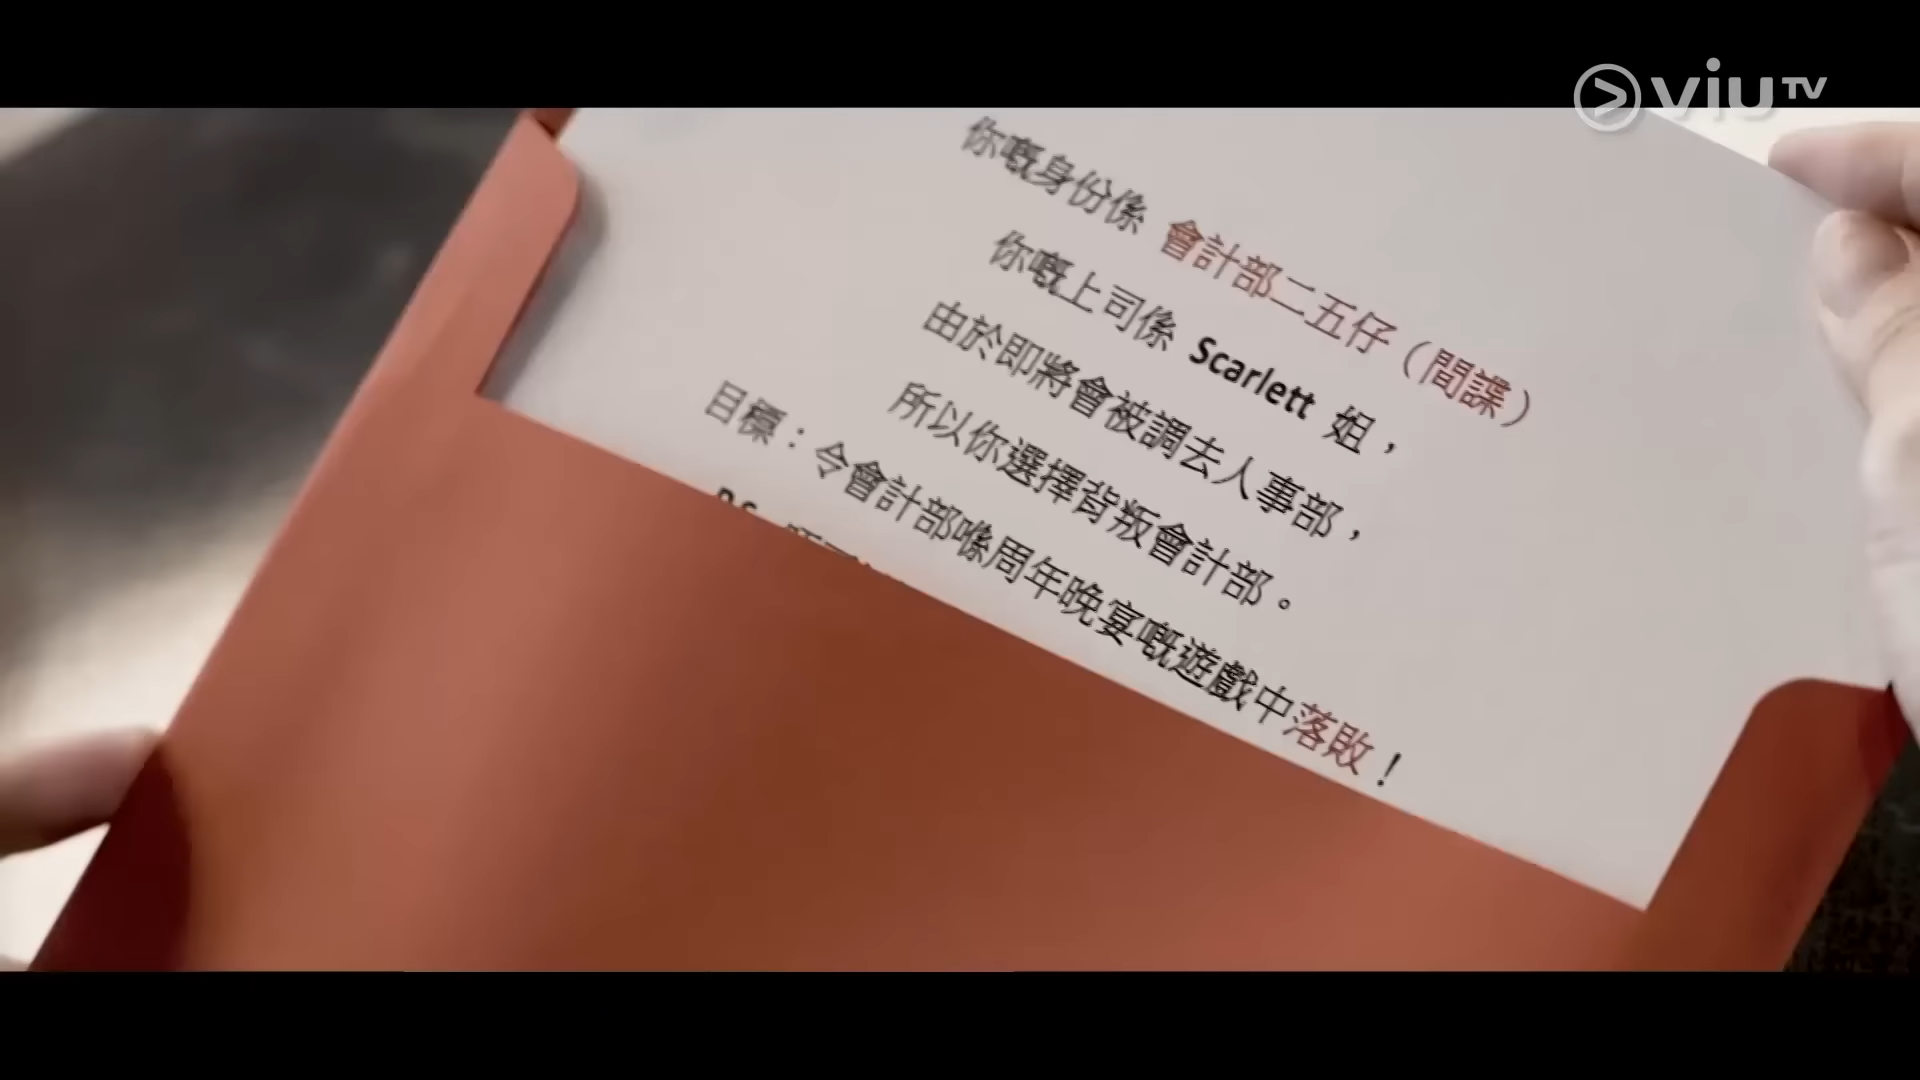 viuTV
你嘅身份係 會計部二五仔（間諜）
你嘅上司係 Scarlett 姐，
由於即將會被調去人事部，
所以你選擇背叛會計部。
目標：令會計部喺周年晚宴嘅遊戲中落敗！